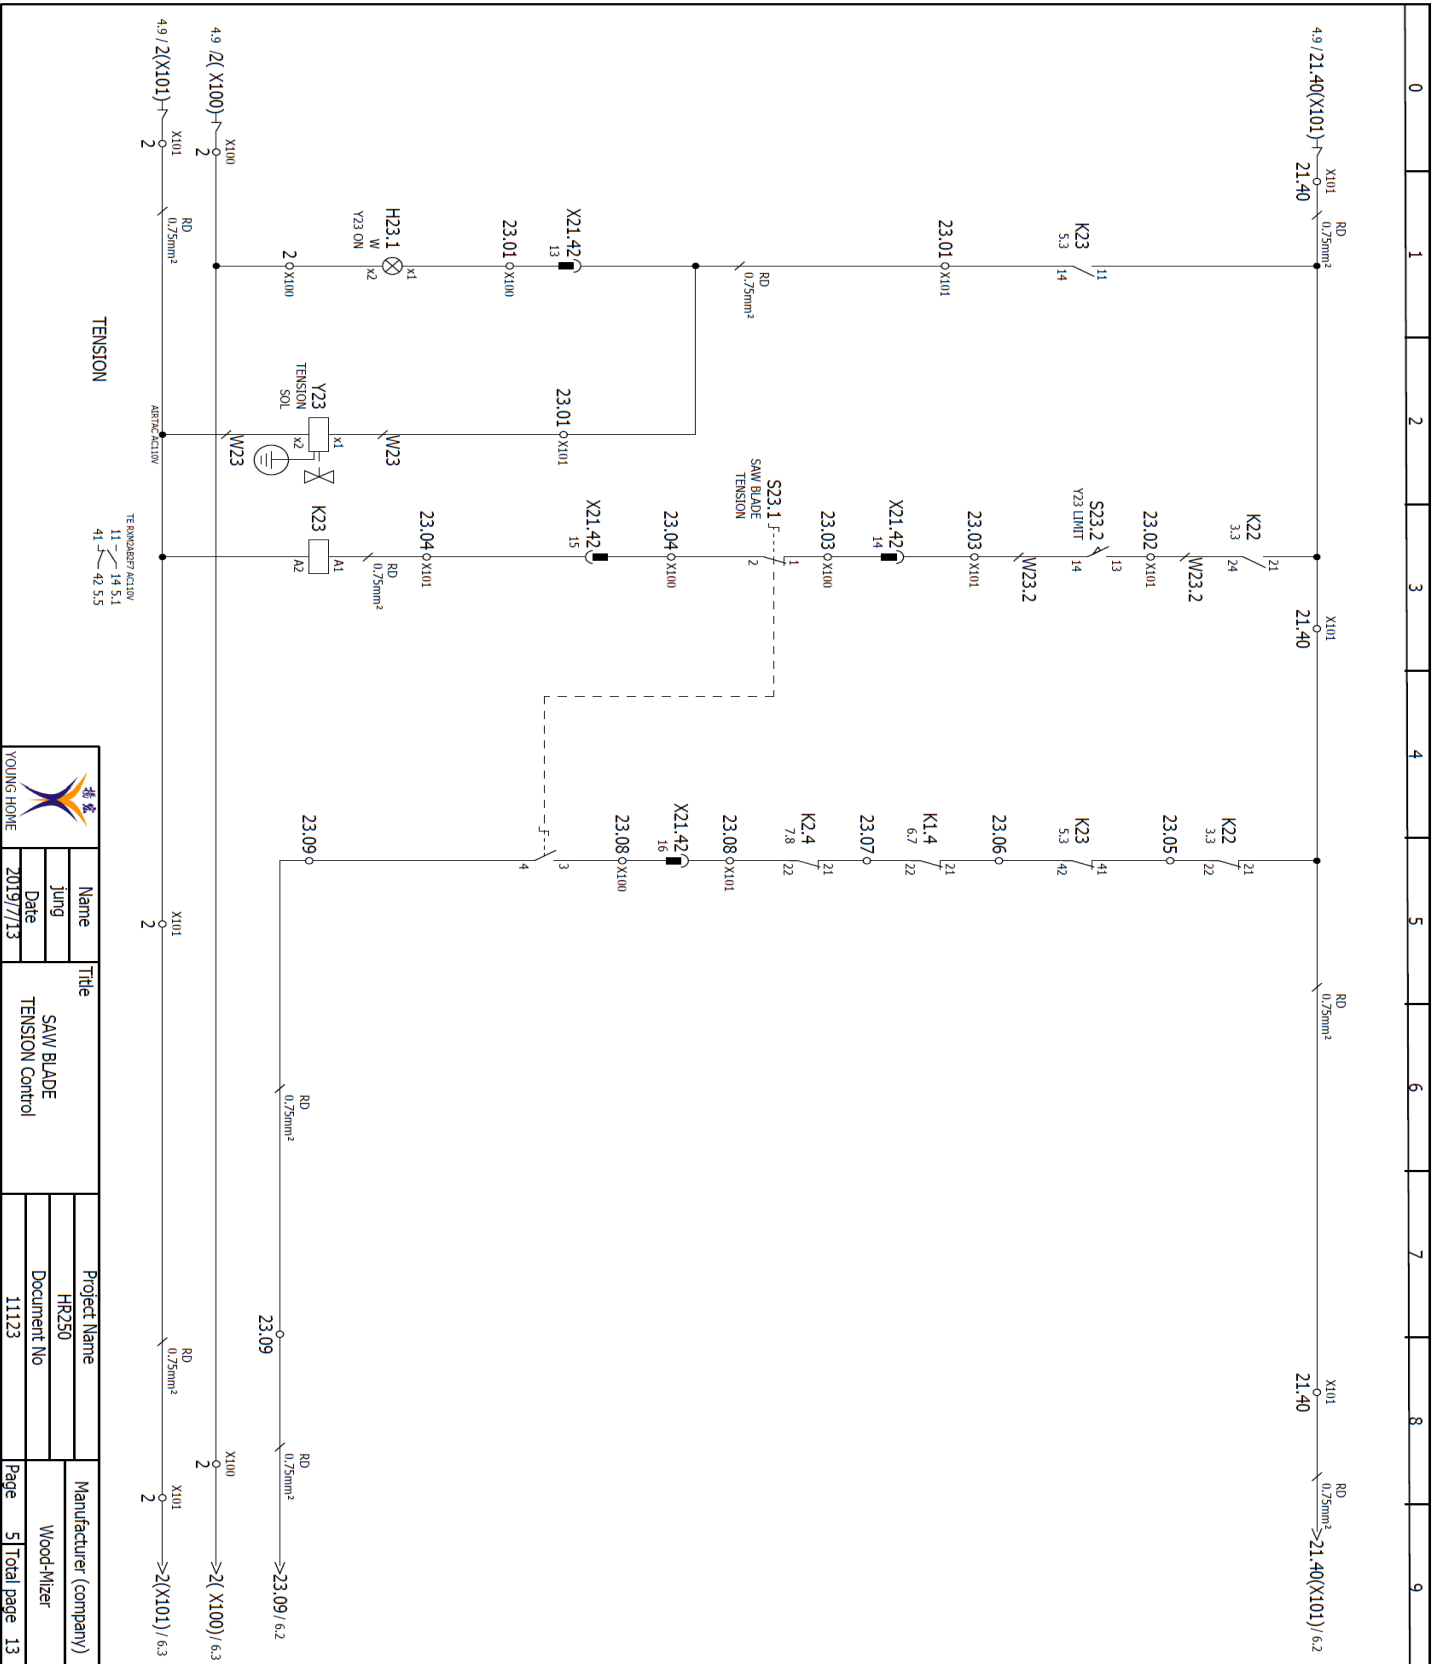 0
1
2
3
4
5
6
7
8
9
4.9 / 21.40(X101)
X101
21.40
RD
0.75mm²
X101
21.40
RD
0.75mm²
X101
21.40
RD
0.75mm²
21.40(X101) / 6.2
K23
5.3
11
14
23.01
X101
RD
0.75mm²
X21.42
13
23.01
X100
H23.1
W
Y23 ON
x1
x2
2
X100
23.01
X101
W23
Y23
TENSION
SOL
x1
x2
W23
AIRTAC AC110V
K22
3.3
21
24
W23.2
23.02
X101
S23.2
Y23 LIMIT
13
14
W23.2
23.03
X101
X21.42
14
23.03
X100
S23.1
SAW BLADE
TENSION
1
2
23.04
X100
X21.42
15
23.04
X101
RD
0.75mm²
K23
A1
A2
TE RXM2AB2F7 AC110V
11
14 5.1
41
42 5.5
K22
3.3
21
22
23.05
K23
5.3
41
42
23.06
K1.4
6.7
21
22
23.07
K2.4
7.8
21
22
23.08
X101
X21.42
16
23.08
X100
3
4
23.09
RD
0.75mm²
23.09
RD
0.75mm²
23.09 / 6.2
4.9 /2( X100)
X100
2
X100
2
2( X100) / 6.3
4.9 / 2(X101)
X101
2
RD
0.75mm²
X101
2
RD
0.75mm²
X101
2
2(X101) / 6.3
TENSION
揚宏
YOUNG HOME
Name
jung
Date
2019/7/13
Title
SAW BLADE
TENSION Control
Project Name
HR250
Document No
11123
Manufacturer (company)
Wood-Mizer
Page 5 Total page 13